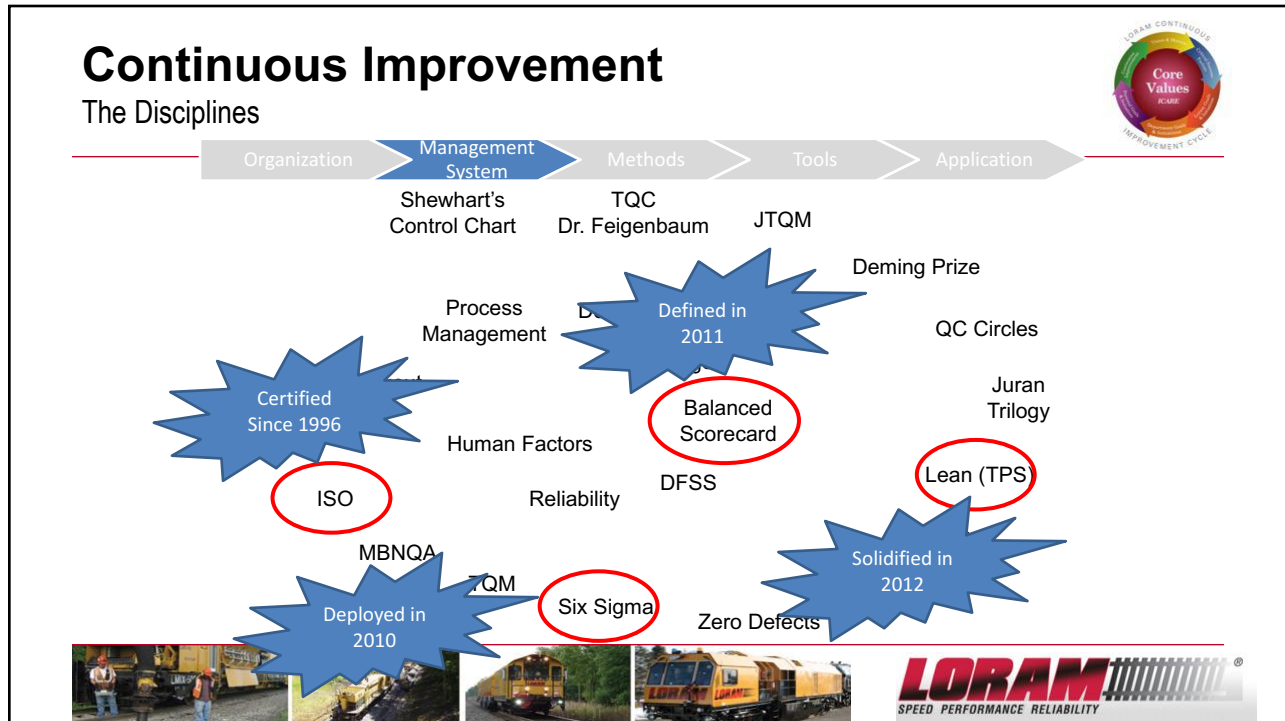 Continuous Improvement
The Disciplines
LORAM CONTINUOUS
Core
Values
ICARE
IMPROVEMENT CYCLE
Organization
Management
System
Methods
Tools
Application
Shewhart's
Control Chart
TQC
Dr. Feigenbaum
JTQM
Deming Prize
Process
Management
Defined in
2011
QC Circles
Certified
Since 1996
Balanced
Scorecard
Juran
Trilogy
Human Factors
Lean (TPS)
ISO
Reliability
DFSS
MBNQA
TQM
Six Sigma
Solidified in
2012
Deployed in
2010
Zero Defects
LORAM
LORAM
®
SPEED PERFORMANCE RELIABILITY